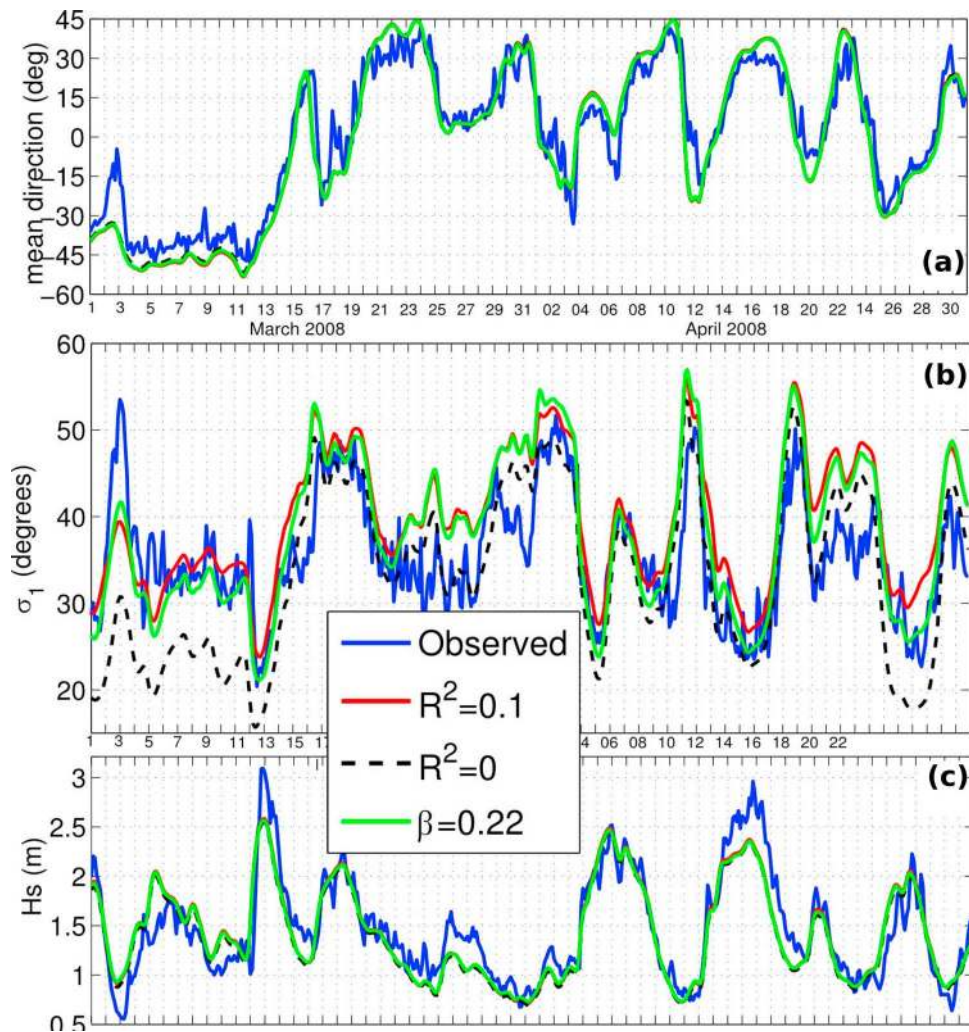 45
30
15
0
−15
−30
−45
−60
mean direction (deg)
(a)
1 3 5 7 9 11 13 15 17 19 21 23 25 27 29 31 02 04 06 08 10 12 14 16 18 20 22 24 26 28 30
March 2008 April 2008
60
50
40
30
20
σ1 (degrees)
(b)
Observed
R²=0.1
R²=0
β=0.22
1 3 5 7 9 11 13 15 17 04 06 08 10 12 14 16 18 20 22
3
2.5
2
1.5
1
0.5
Hs (m)
(c)